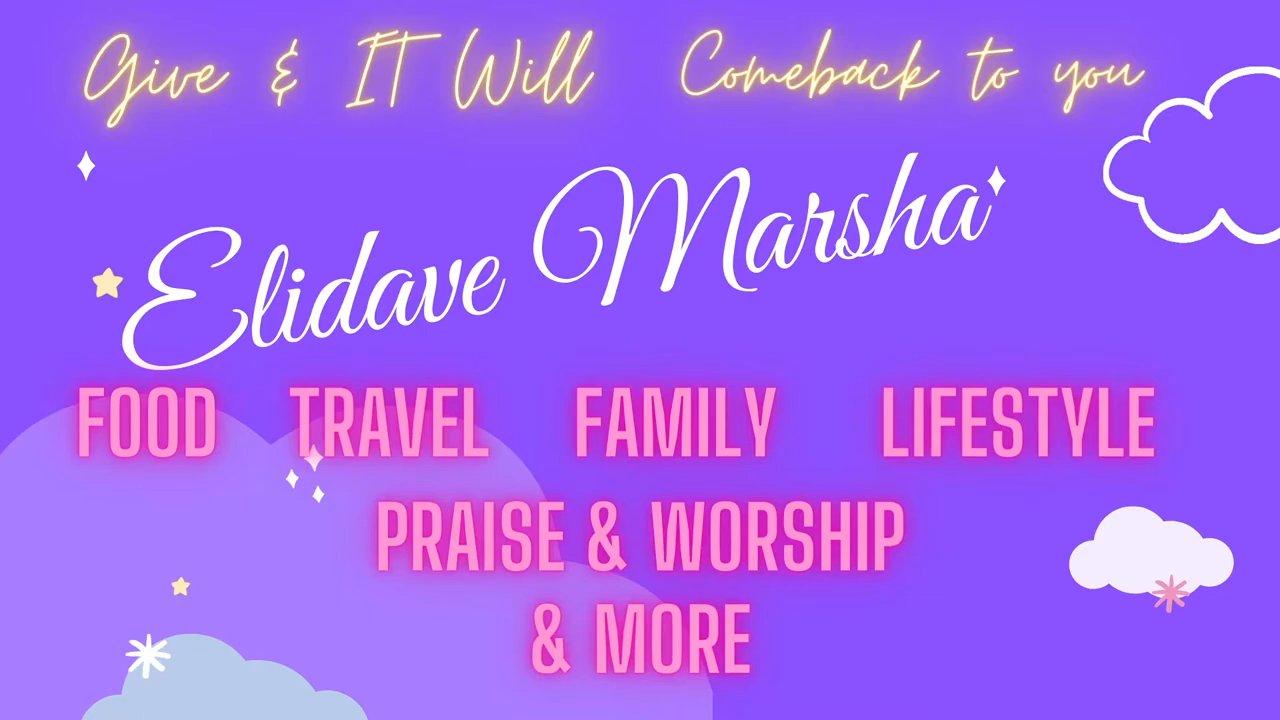 Give & IT Will Comeback to you
Elidave Marsha
FOOD TRAVEL FAMILY LIFESTYLE
PRAISE & WORSHIP
& MORE